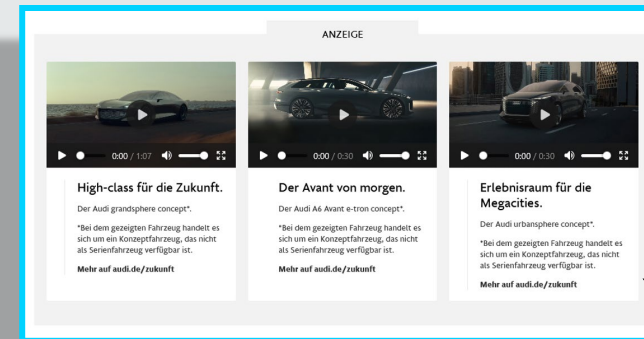 ANZEIGE
0:00 / 1:07
High-class für die Zukunft.
Der Audi grandsphere concept*.
*Bei dem gezeigten Fahrzeug handelt es
sich um ein Konzeptfahrzeug, das nicht
als Serienfahrzeug verfügbar ist.
Mehr auf audi.de/zukunft
0:00 / 0:30
Der Avant von morgen.
Der Audi A6 Avant e-tron concept*.
*Bei dem gezeigten Fahrzeug handelt es
sich um ein Konzeptfahrzeug, das nicht
als Serienfahrzeug verfügbar ist.
Mehr auf audi.de/zukunft
0:00 / 0:30
Erlebnisraum für die
Megacities.
Der Audi urbansphere concept*.
*Bei dem gezeigten Fahrzeug handelt es
sich um ein Konzeptfahrzeug, das nicht
als Serienfahrzeug verfügbar ist.
Mehr auf audi.de/zukunft